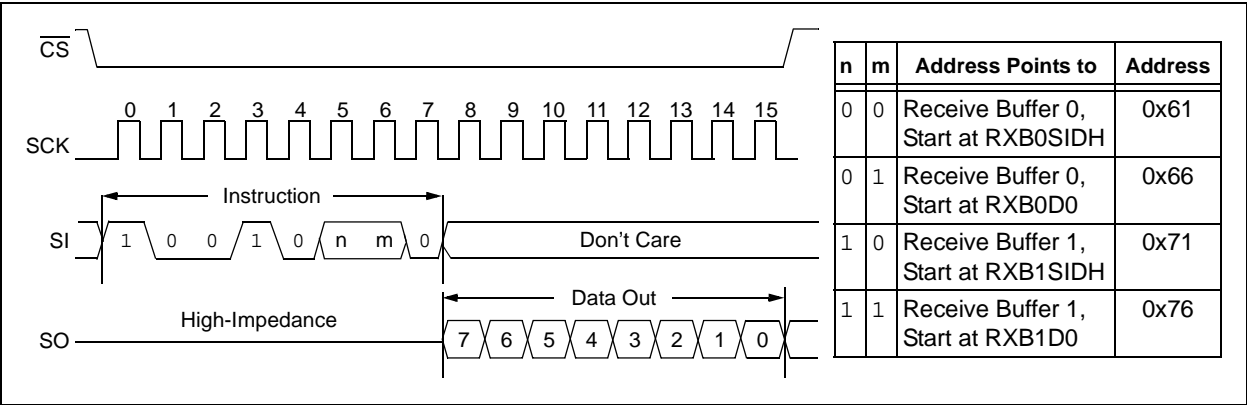 CS
0 1 2 3 4 5 6 7 8 9 10 11 12 13 14 15
SCK
Instruction
SI 1 0 0 1 0 n m 0 Don't Care
Data Out
High-Impedance
SO 7 6 5 4 3 2 1 0
n m Address Points to Address
0 0 Receive Buffer 0, 0x61
Start at RXB0SIDH
0 1 Receive Buffer 0, 0x66
Start at RXB0D0
1 0 Receive Buffer 1, 0x71
Start at RXB1SIDH
1 1 Receive Buffer 1, 0x76
Start at RXB1D0